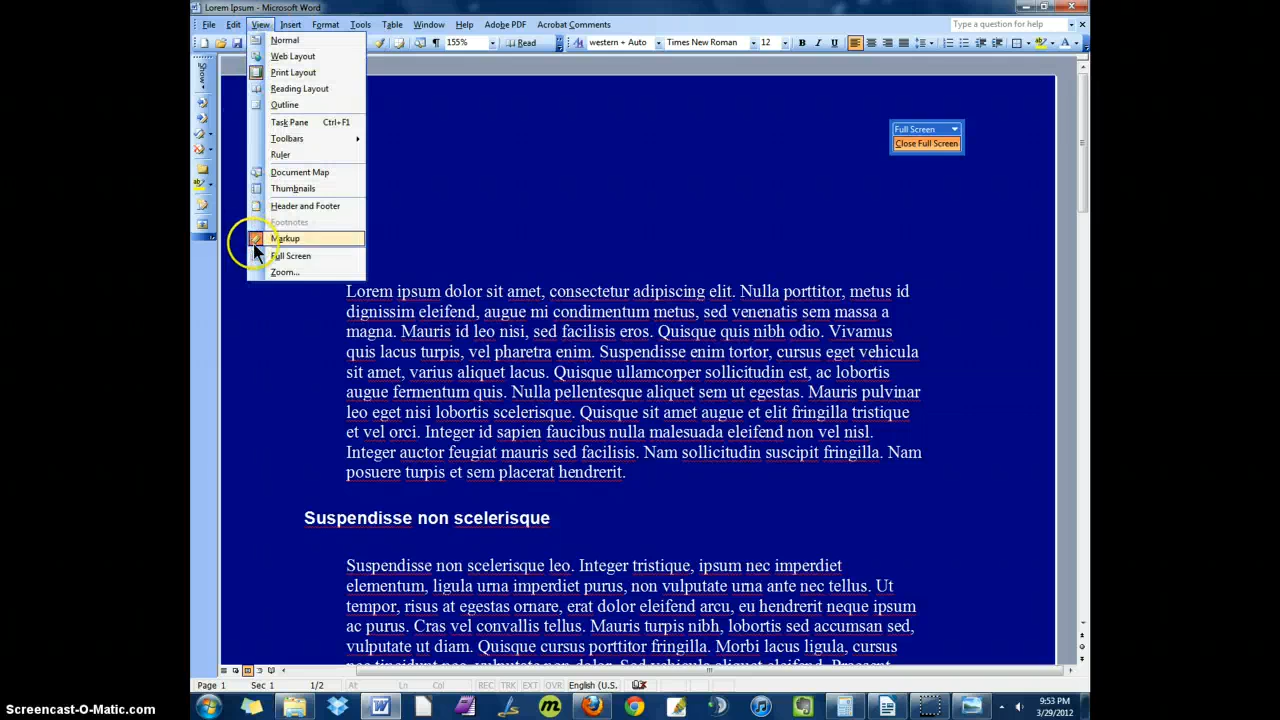 Lorem Ipsum - Microsoft Word
File Edit View Insert Format Tools Table Window Help Adobe PDF Acrobat Comments
Type a question for help
155% Read western + Auto Times New Roman 12 B I U
Show
Normal
Web Layout
Print Layout
Reading Layout
Outline
Task Pane Ctrl+F1
Toolbars
Ruler
Document Map
Thumbnails
Header and Footer
Footnotes
Markup
Full Screen
Zoom...
Full Screen
Close Full Screen
Lorem ipsum dolor sit amet, consectetur adipiscing elit. Nulla porttitor, metus id
dignissim eleifend, augue mi condimentum metus, sed venenatis sem massa a
magna. Mauris id leo nisi, sed facilisis eros. Quisque quis nibh odio. Vivamus
quis lacus turpis, vel pharetra enim. Suspendisse enim tortor, cursus eget vehicula
sit amet, varius aliquet lacus. Quisque ullamcorper sollicitudin est, ac lobortis
augue fermentum quis. Nulla pellentesque aliquet sem ut egestas. Mauris pulvinar
leo eget nisi lobortis scelerisque. Quisque sit amet augue et elit fringilla tristique
et vel orci. Integer id sapien faucibus nulla malesuada eleifend non vel nisl.
Integer auctor feugiat mauris sed facilisis. Nam sollicitudin suscipit fringilla. Nam
posuere turpis et sem placerat hendrerit.
Suspendisse non scelerisque
Suspendisse non scelerisque leo. Integer tristique, ipsum nec imperdiet
elementum, ligula urna imperdiet purus, non vulputate urna ante nec tellus. Ut
tempor, risus at egestas ornare, erat dolor eleifend arcu, eu hendrerit neque ipsum
ac purus. Cras vel convallis tellus. Mauris turpis nibh, lobortis sed accumsan sed,
vulputate ut diam. Quisque cursus porttitor fringilla. Morbi lacus ligula, cursus
nec tincidunt nec, dolor. Sed vehicula aliquet eleifend. Praesent
Page 1 Sec 1 1/2 At Ln Col REC TRK EXT OVR English (U.S.
9:53 PM
3/29/2012
Screencast-O-Matic.com